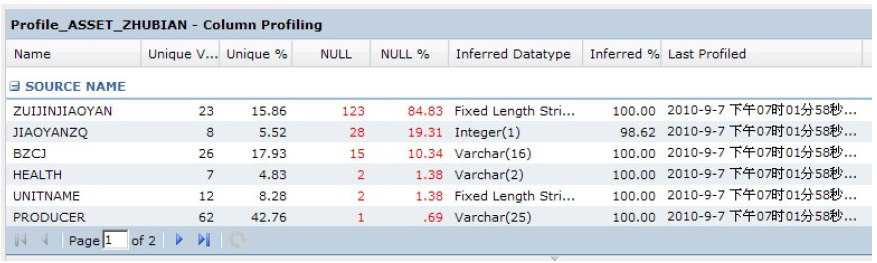 Profile_ASSET_ZHUBIAN - Column Profiling
Name Unique V... Unique % NULL NULL % Inferred Datatype Inferred % Last Profiled
SOURCE NAME
ZUIJINJIAOYAN 23 15.86 123 84.83 Fixed Length Stri... 100.00 2010-9-7 下午07时01分58秒...
JIAOYANZQ 8 5.52 28 19.31 Integer(1) 98.62 2010-9-7 下午07时01分58秒...
BZCJ 26 17.93 15 10.34 Varchar(16) 100.00 2010-9-7 下午07时01分58秒...
HEALTH 7 4.83 2 1.38 Varchar(2) 100.00 2010-9-7 下午07时01分58秒...
UNITNAME 12 8.28 2 1.38 Fixed Length Stri... 100.00 2010-9-7 下午07时01分58秒...
PRODUCER 62 42.76 1 .69 Varchar(25) 100.00 2010-9-7 下午07时01分58秒...
Page 1 of 2